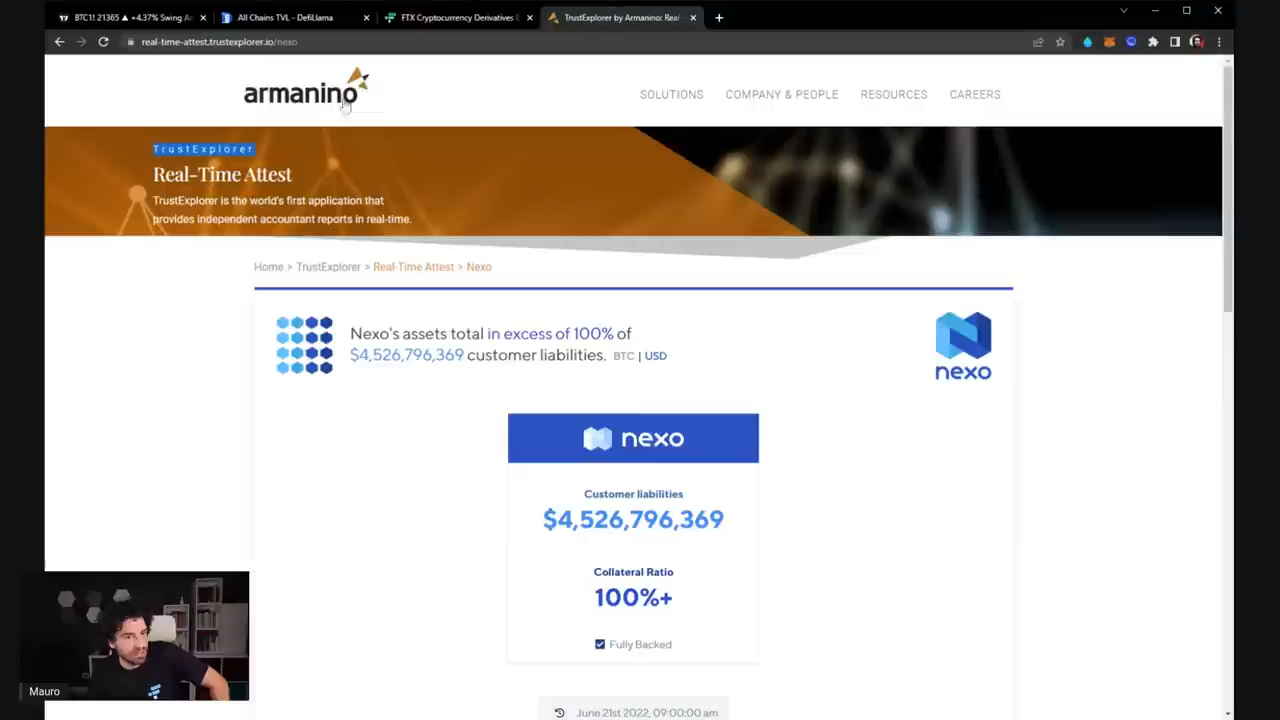 BTC1! 21365 ▲ +4.37% Swing A
All Chains TVL - DefiLlama
FTX Cryptocurrency Derivatives E
TrustExplorer by Armanino: Real-
real-time-attest.trustexplorer.io/nexo
armanino
SOLUTIONS
COMPANY & PEOPLE
RESOURCES
CAREERS
TrustExplorer
Real-Time Attest
TrustExplorer is the world's first application that
provides independent accountant reports in real-time.
Home > TrustExplorer > Real-Time Attest > Nexo
Nexo's assets total in excess of 100% of
$4,526,796,369 customer liabilities. BTC | USD
nexo
nexo
Customer liabilities
$4,526,796,369
Collateral Ratio
100%+
Fully Backed
June 21st 2022, 09:00:00 am
Mauro